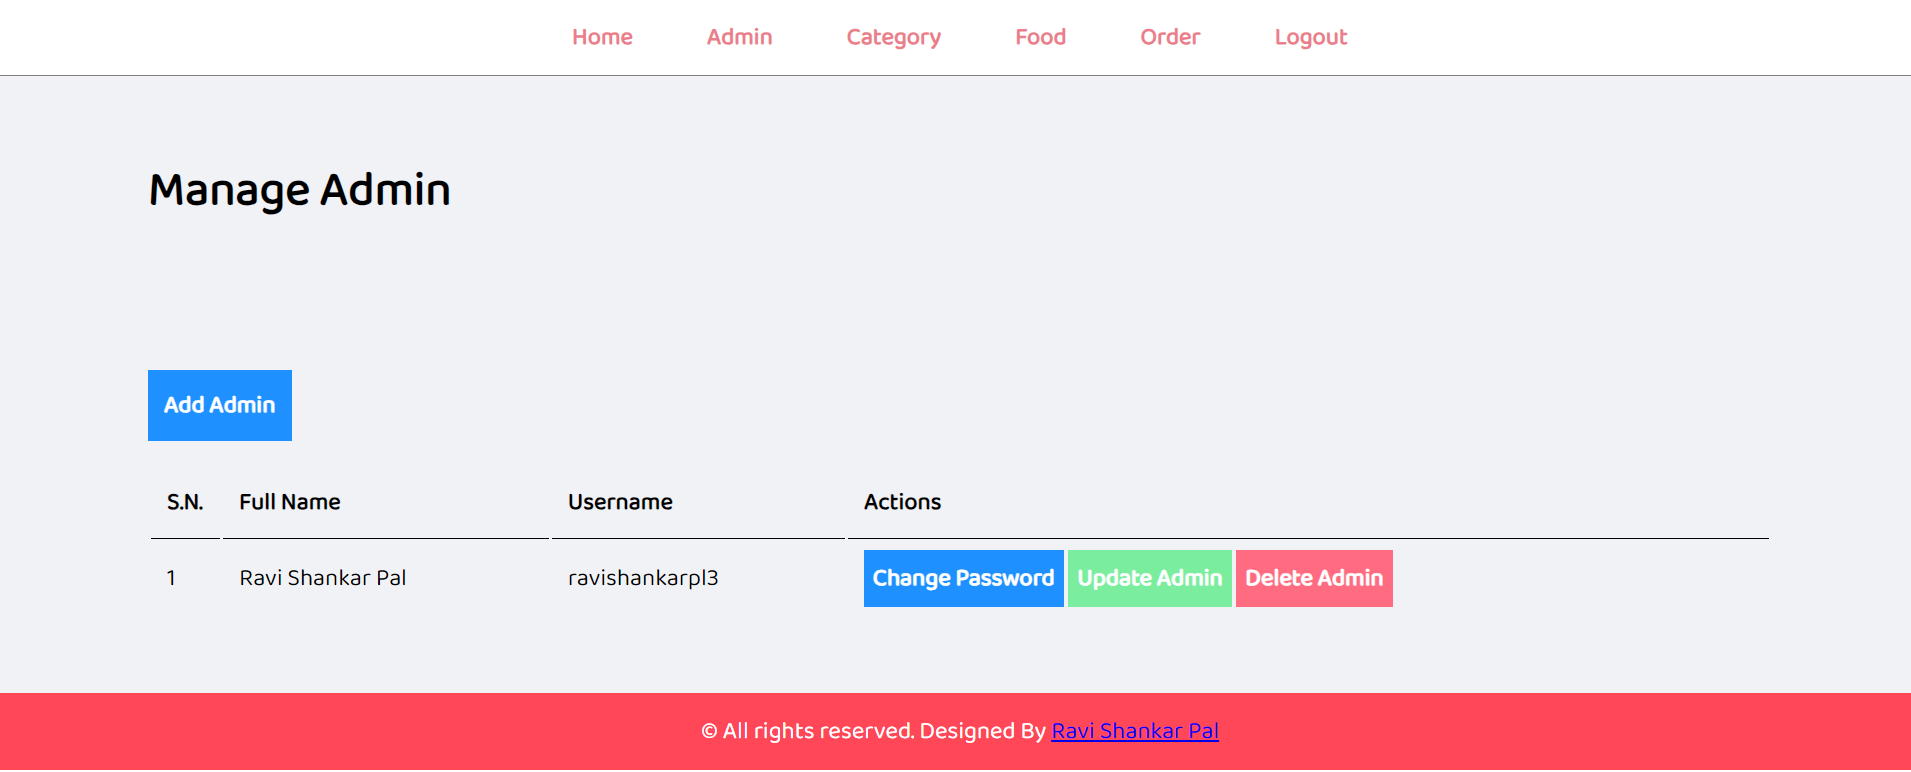 Home Admin Category Food Order Logout
Manage Admin
Add Admin
S.N. Full Name Username Actions
1 Ravi Shankar Pal ravishankarpl3 Change Password Update Admin Delete Admin
© All rights reserved. Designed By Ravi Shankar Pal